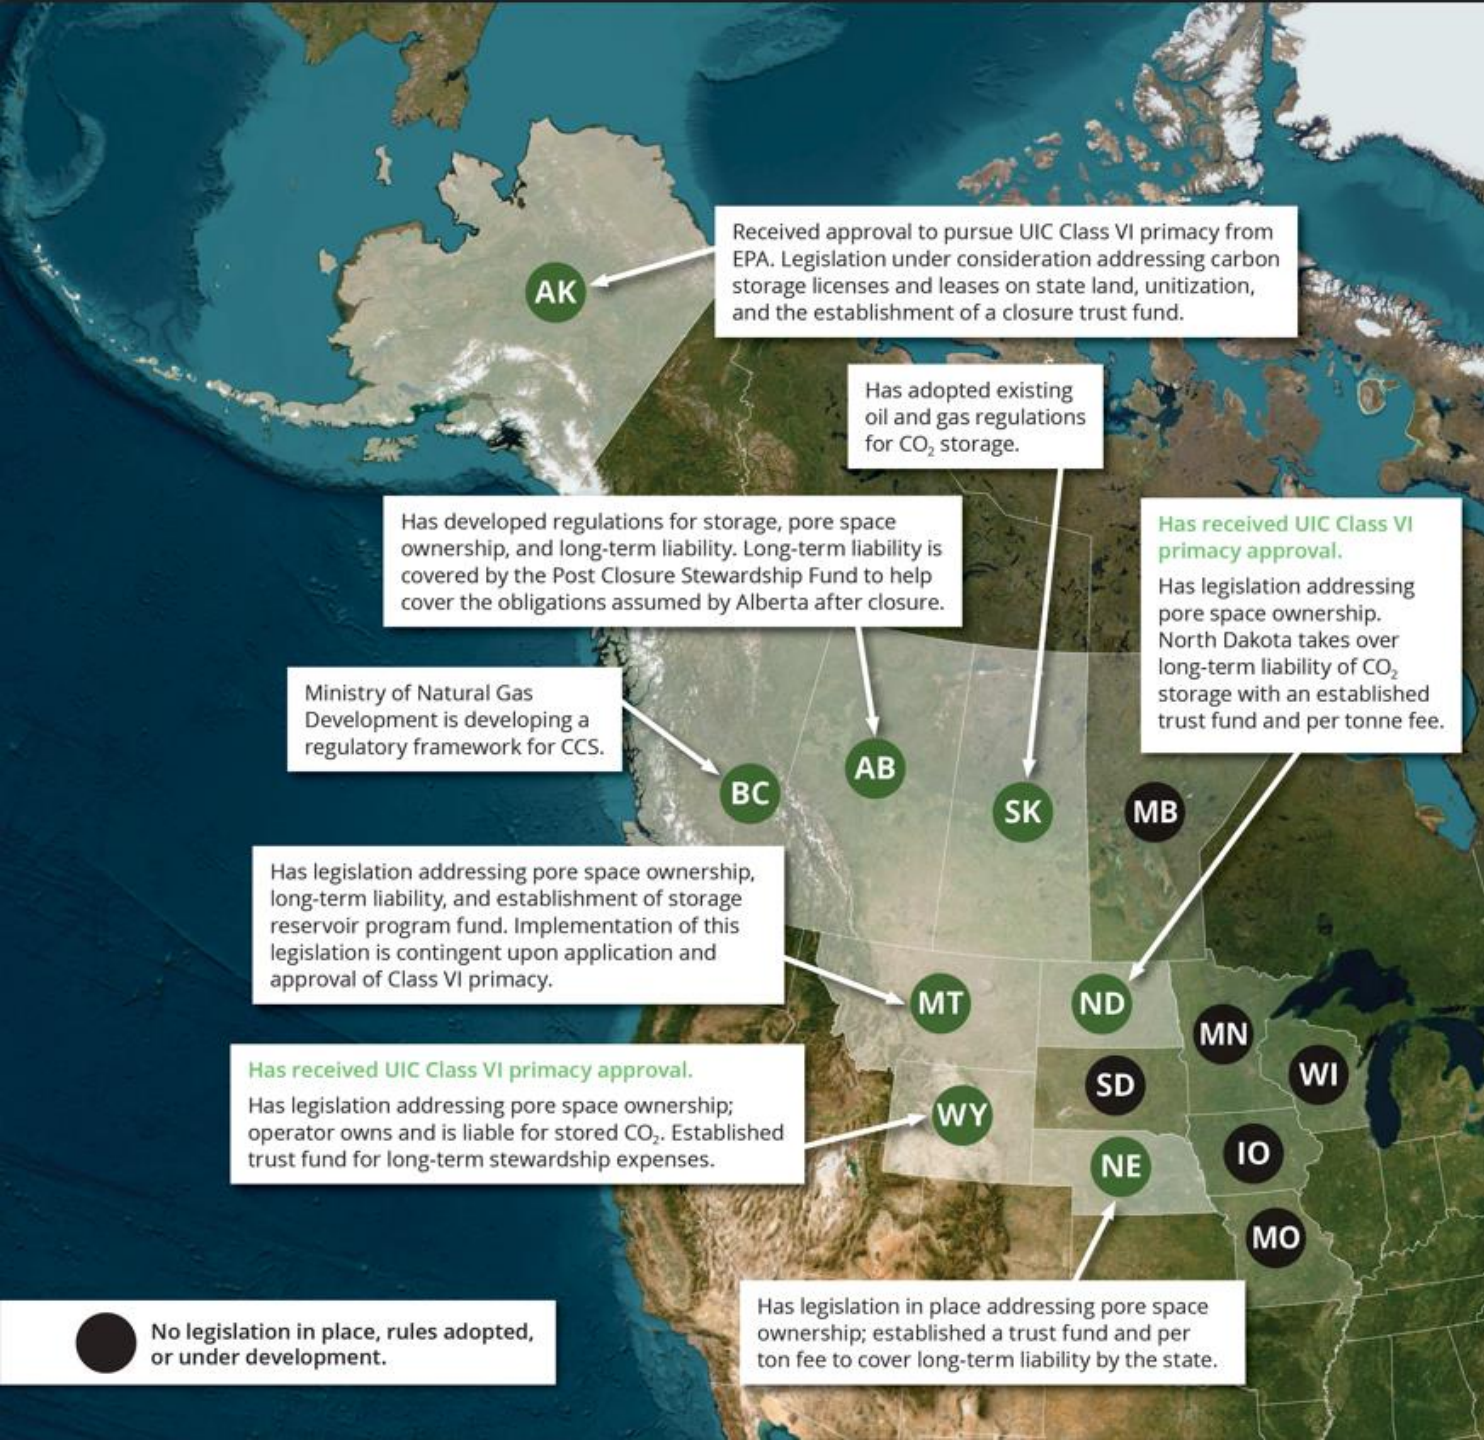 Received approval to pursue UIC Class VI primacy from
EPA. Legislation under consideration addressing carbon
storage licenses and leases on state land, unitization,
and the establishment of a closure trust fund.
AK
Has adopted existing
oil and gas regulations
for CO₂ storage.
Has developed regulations for storage, pore space
ownership, and long-term liability. Long-term liability is
covered by the Post Closure Stewardship Fund to help
cover the obligations assumed by Alberta after closure.
Has received UIC Class VI
primacy approval.
Has legislation addressing
pore space ownership.
North Dakota takes over
long-term liability of CO₂
storage with an established
trust fund and per tonne fee.
Ministry of Natural Gas
Development is developing a
regulatory framework for CCS.
BC
AB
SK
MB
Has legislation addressing pore space ownership,
long-term liability, and establishment of storage
reservoir program fund. Implementation of this
legislation is contingent upon application and
approval of Class VI primacy.
MT
ND
MN
WI
SD
Has received UIC Class VI primacy approval.
Has legislation addressing pore space ownership;
operator owns and is liable for stored CO₂. Established
trust fund for long-term stewardship expenses.
WY
NE
IO
MO
Has legislation in place addressing pore space
ownership; established a trust fund and per
ton fee to cover long-term liability by the state.
No legislation in place, rules adopted,
or under development.